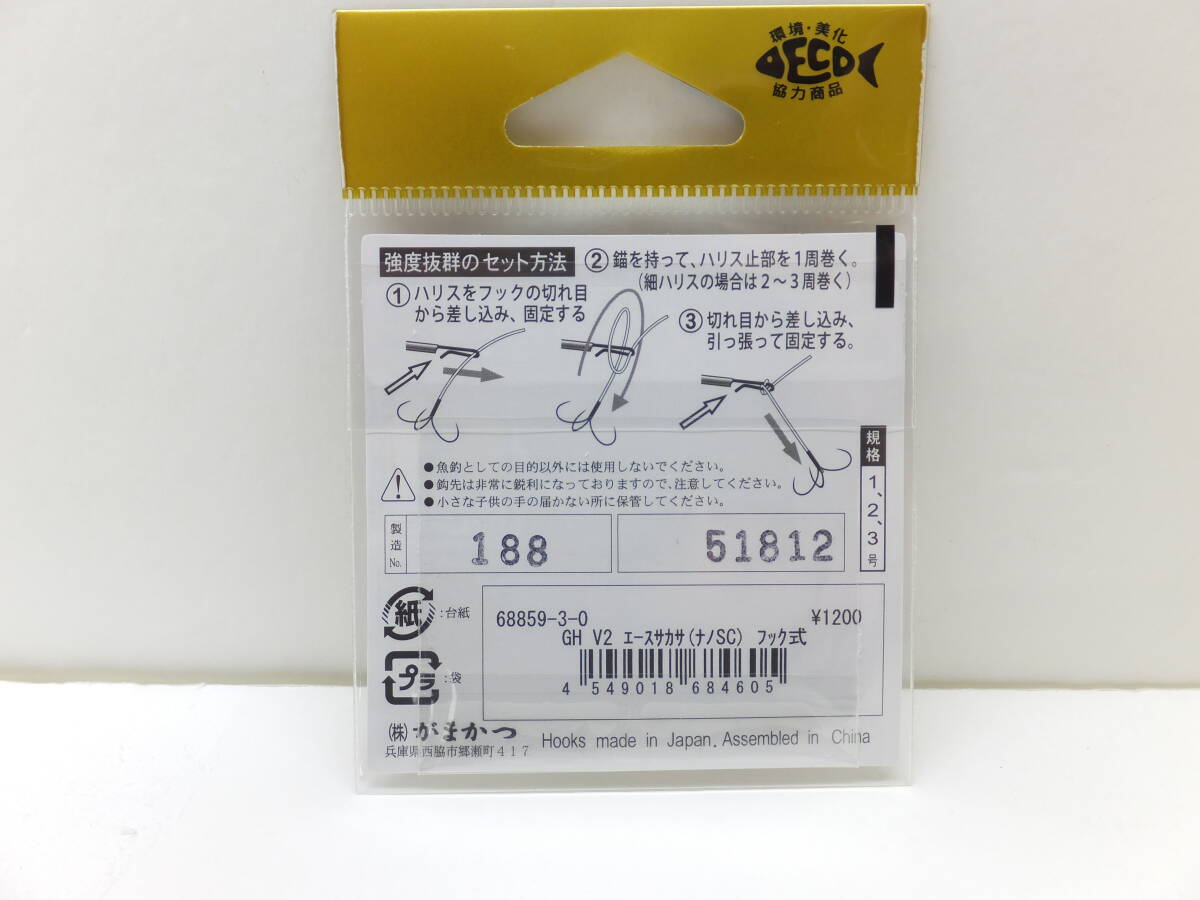 環境・美化
ECO
協力商品
強度抜群のセット方法
①ハリスをフックの切れ目
から差し込み、固定する
②錨を持って、ハリス止部を1周巻く。
(細ハリスの場合は2〜3周巻く)
③切れ目から差し込み、
引っ張って固定する。
●魚釣としての目的以外には使用しないでください。
●鈎先は非常に鋭利になっておりますので、注意してください。
●小さな子供の手の届かない所に保管してください。
規格
1、2、3号
製造No.
188
51812
紙
:台紙
プラ
:袋
68859-3-0
¥1200
GH V2 エースサカサ(ナノSC) フック式
4 549018 684605
(株)がまかつ
兵庫県西脇市郷瀬町417
Hooks made in Japan. Assembled in China